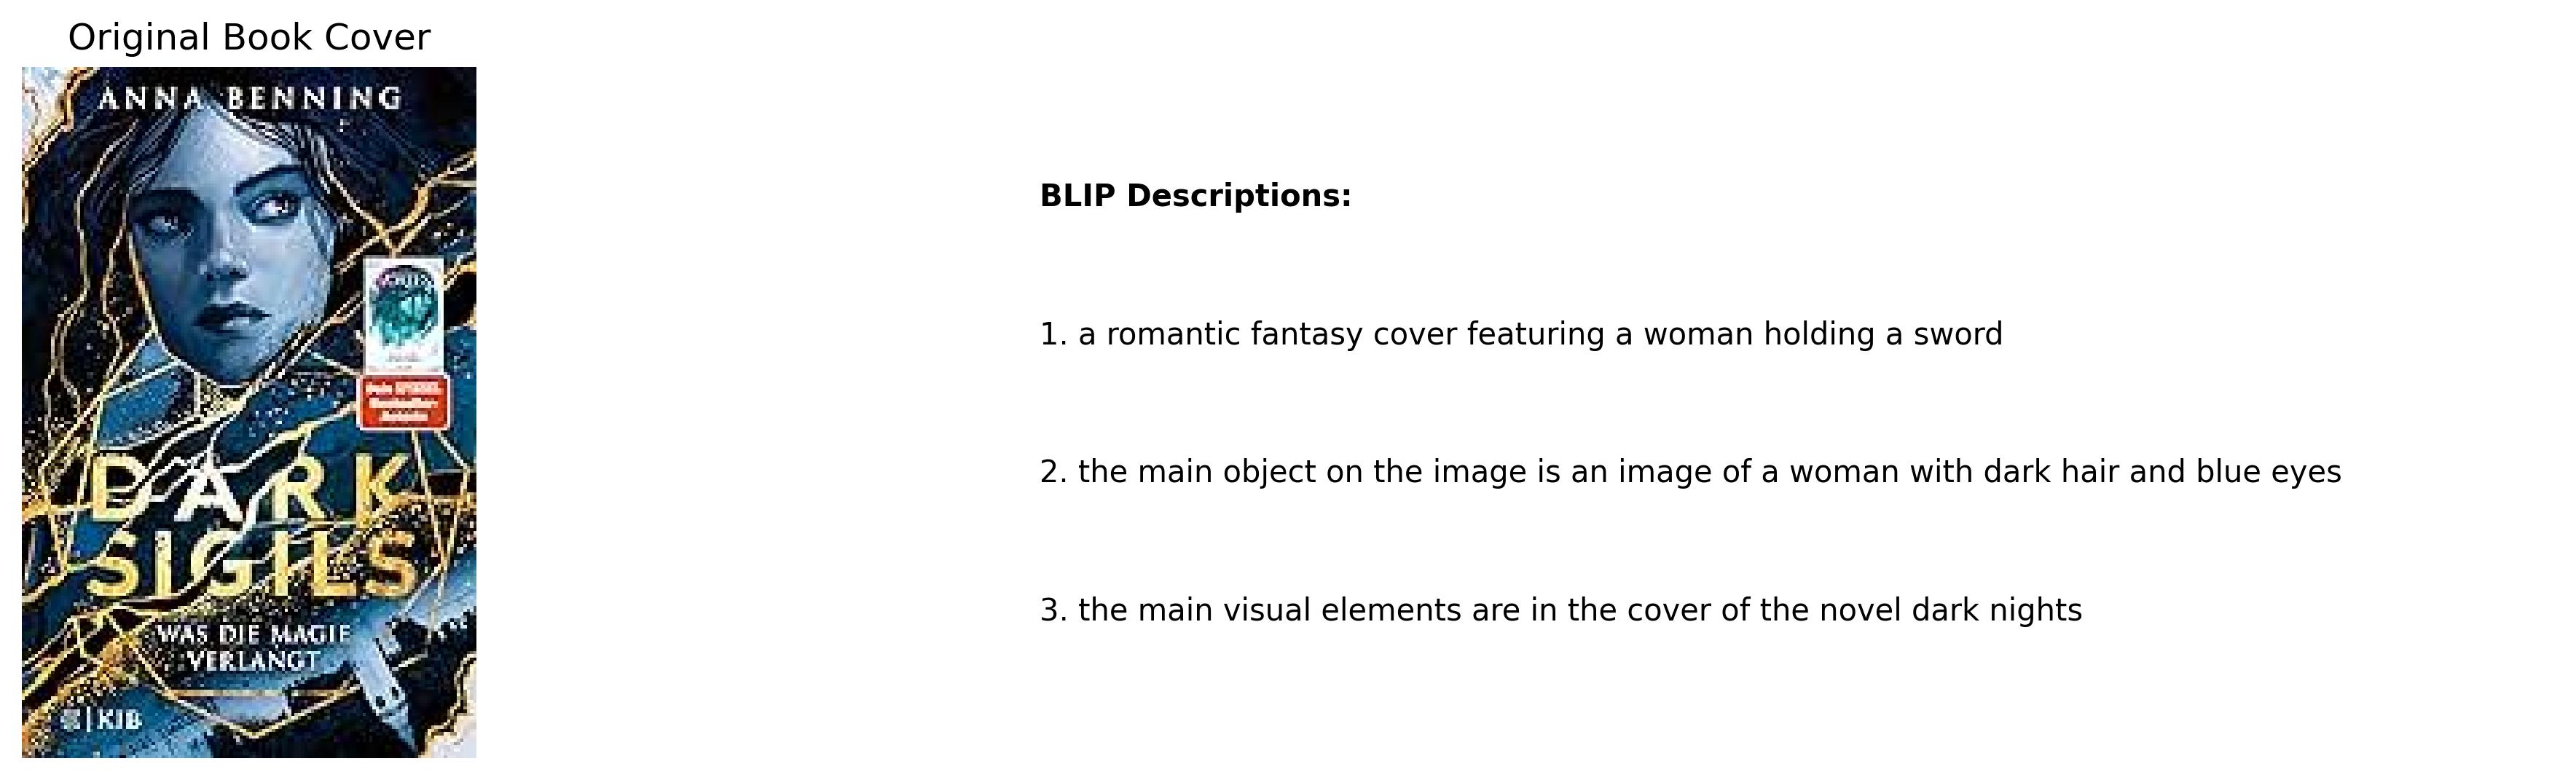 Original Book Cover
ANNA BENNING
DARK
SIGILS
WAS DIE MAGIE
VERLANGT
KJB
BLIP Descriptions:
1. a romantic fantasy cover featuring a woman holding a sword
2. the main object on the image is an image of a woman with dark hair and blue eyes
3. the main visual elements are in the cover of the novel dark nights